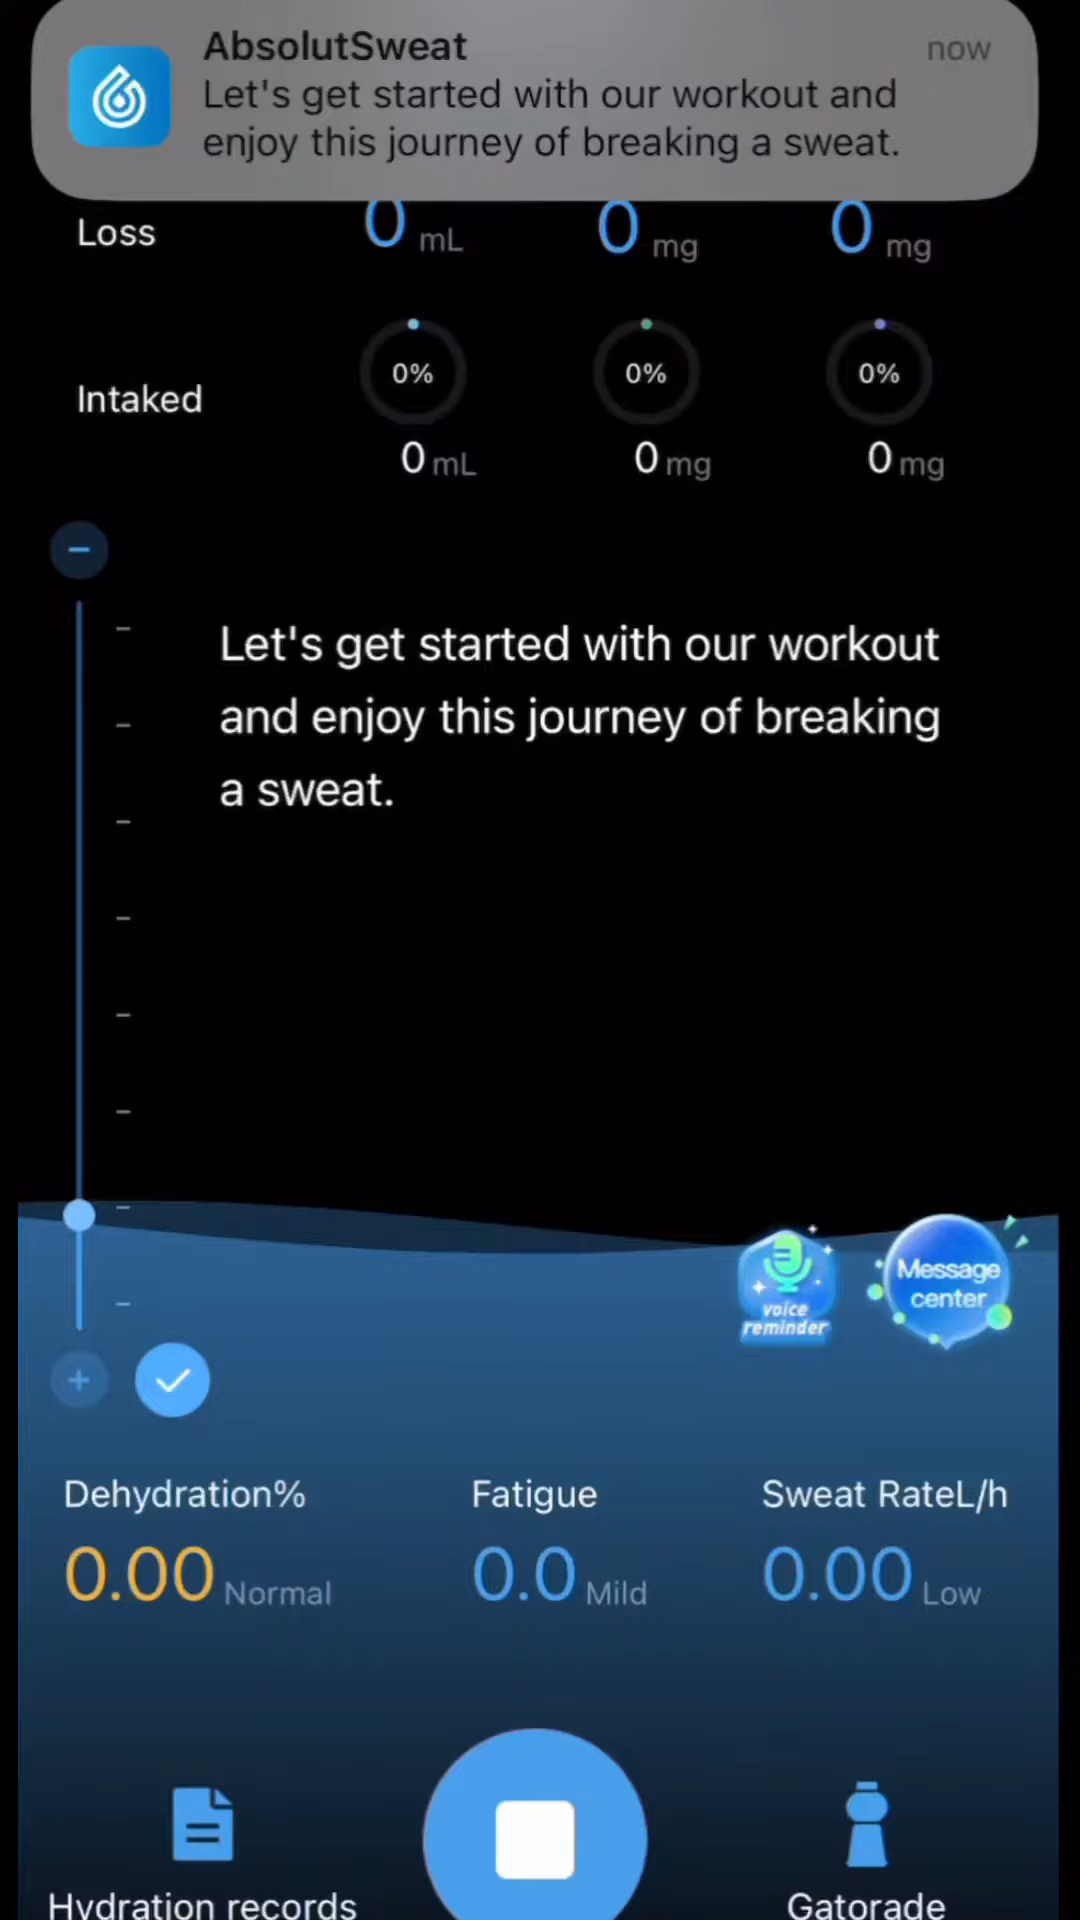 AbsolutSweat
now
Let's get started with our workout and
enjoy this journey of breaking a sweat.
Loss
0 mL
0 mg
0 mg
Intaked
0%
0%
0%
0 mL
0 mg
0 mg
Let's get started with our workout
and enjoy this journey of breaking
a sweat.
voice
reminder
Message
center
Dehydration%
Fatigue
Sweat RateL/h
0.00 Normal
0.0 Mild
0.00 Low
Hydration records
Gatorade